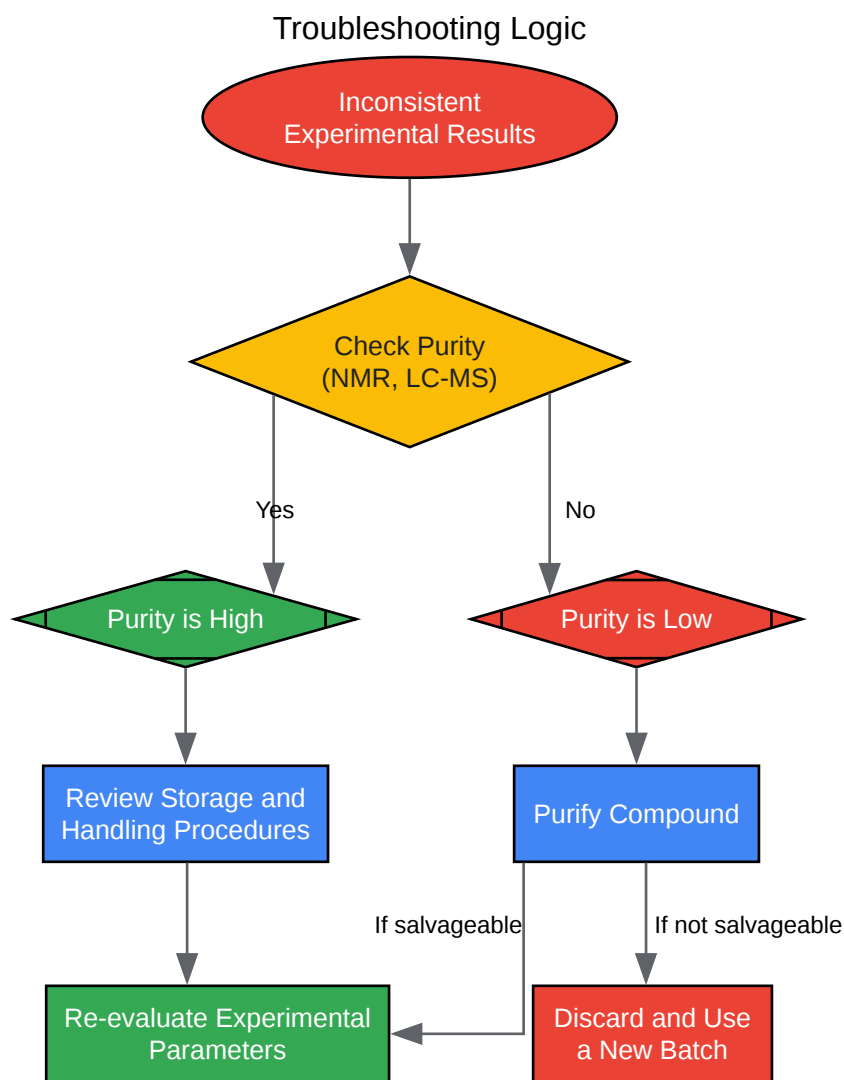 Troubleshooting Logic
Inconsistent
Experimental Results
Check Purity
(NMR, LC-MS)
Yes
No
Purity is High
Purity is Low
Review Storage and
Handling Procedures
Purify Compound
If salvageable
If not salvageable
Re-evaluate Experimental
Parameters
Discard and Use
a New Batch